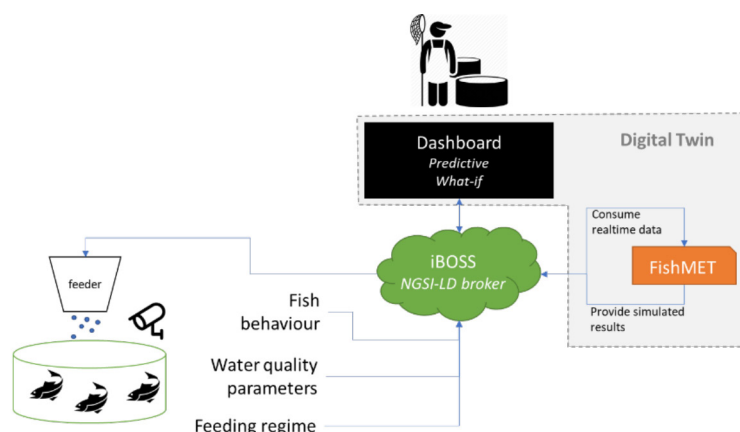 Dashboard
Predictive
What-if
Digital Twin
Consume
realtime data
FishMET
Provide simulated
results
iBOSS
NGSI-LD broker
feeder
Fish
behaviour
Water quality
parameters
Feeding regime